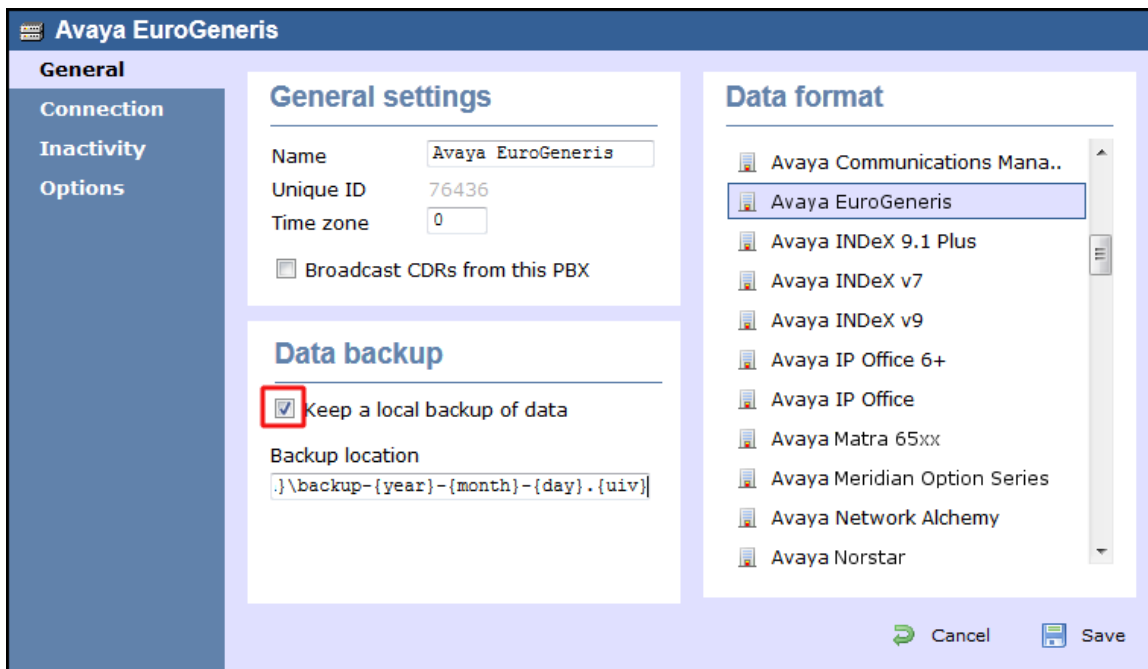 Avaya EuroGeneris
General
Connection
Inactivity
Options
General settings
Name Avaya EuroGeneris
Unique ID 76436
Time zone 0
Broadcast CDRs from this PBX
Data backup
Keep a local backup of data
Backup location
.}\backup-{year}-{month}-{day}.{uiv}
Data format
Avaya Communications Mana..
Avaya EuroGeneris
Avaya INDeX 9.1 Plus
Avaya INDeX v7
Avaya INDeX v9
Avaya IP Office 6+
Avaya IP Office
Avaya Matra 65xx
Avaya Meridian Option Series
Avaya Network Alchemy
Avaya Norstar
Cancel Save